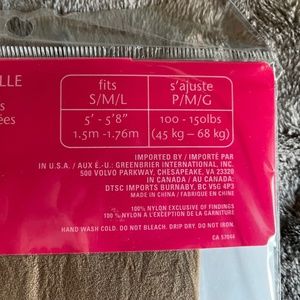 LLE
fits
S/M/L
s'ajuste
P/M/G
s
ées
5' - 5'8"
1.5m -1.76m
100 - 150lbs
(45 kg – 68 kg)
IMPORTED BY / IMPORTÉ PAR
IN U.S.A. / AUX É.-U.: GREENBRIER INTERNATIONAL, INC.
500 VOLVO PARKWAY, CHESAPEAKE, VA 23320
IN CANADA / AU CANADA:
DTSC IMPORTS BURNABY, BC V5G 4P3
MADE IN CHINA / FABRIQUÉ EN CHINE
100% NYLON EXCLUSIVE OF FINDINGS
100 % NYLON A L'EXCEPTION DE LA GARNITURE
HAND WASH COLD. DO NOT BLEACH. DRIP DRY. DO NOT IRON.
CA 57044